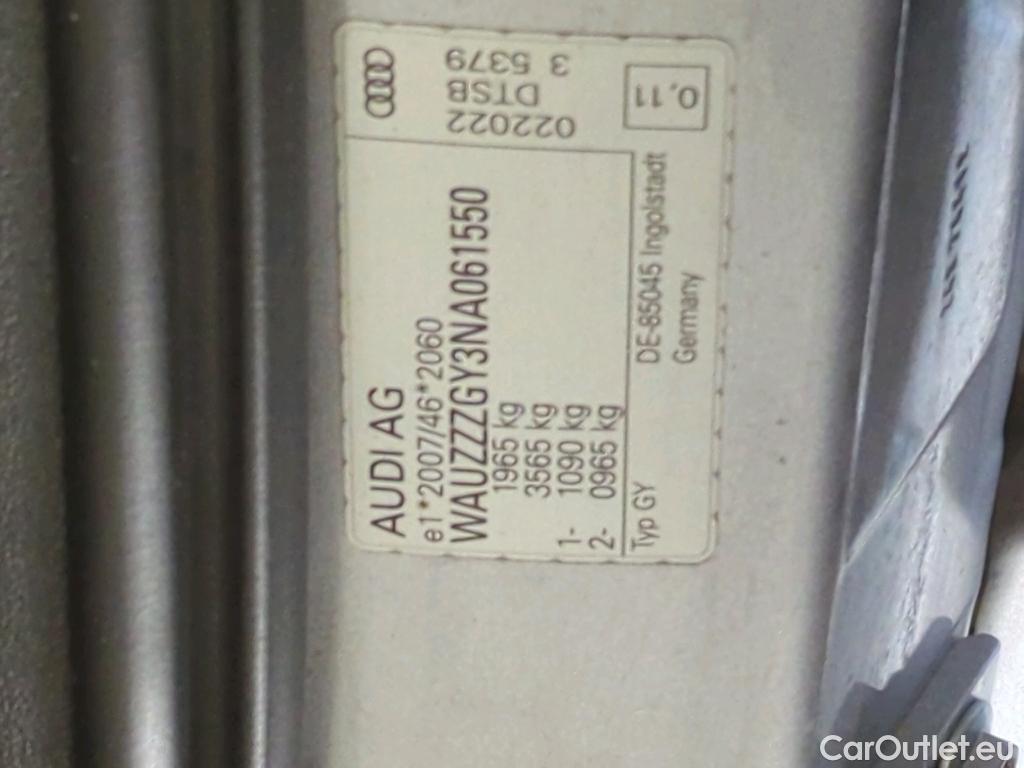 AUDI AG
e1*2007/46*2060
WAUZZZGY3NA061550
1965 kg
3565 kg
1- 1090 kg
2- 0965 kg
Typ GY
DE-85045 Ingolstadt
Germany
022022
DTSB
3 5379
0,11
CarOutlet.eu